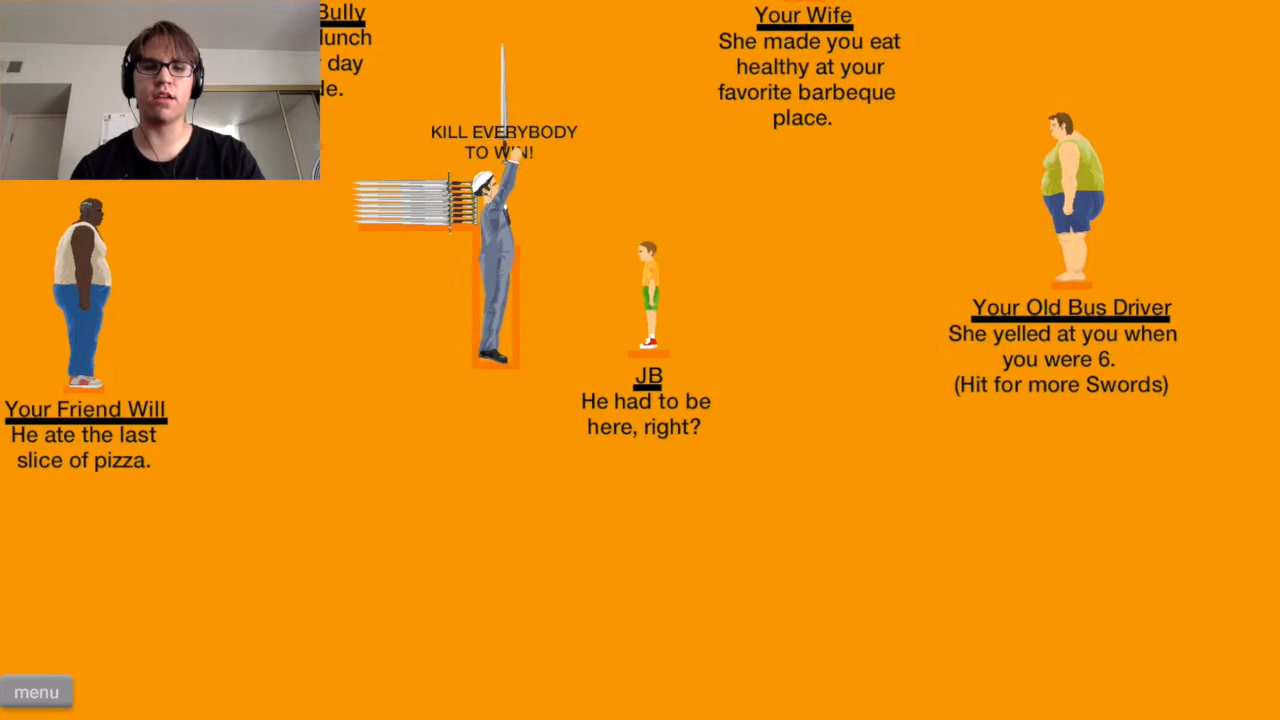 Bully
lunch
day
Your Wife
She made you eat
healthy at your
favorite barbeque
place.
KILL EVERYBODY
TO WIN!
Your Friend Will
He ate the last
slice of pizza.
JB
He had to be
here, right?
Your Old Bus Driver
She yelled at you when
you were 6.
(Hit for more Swords)
menu